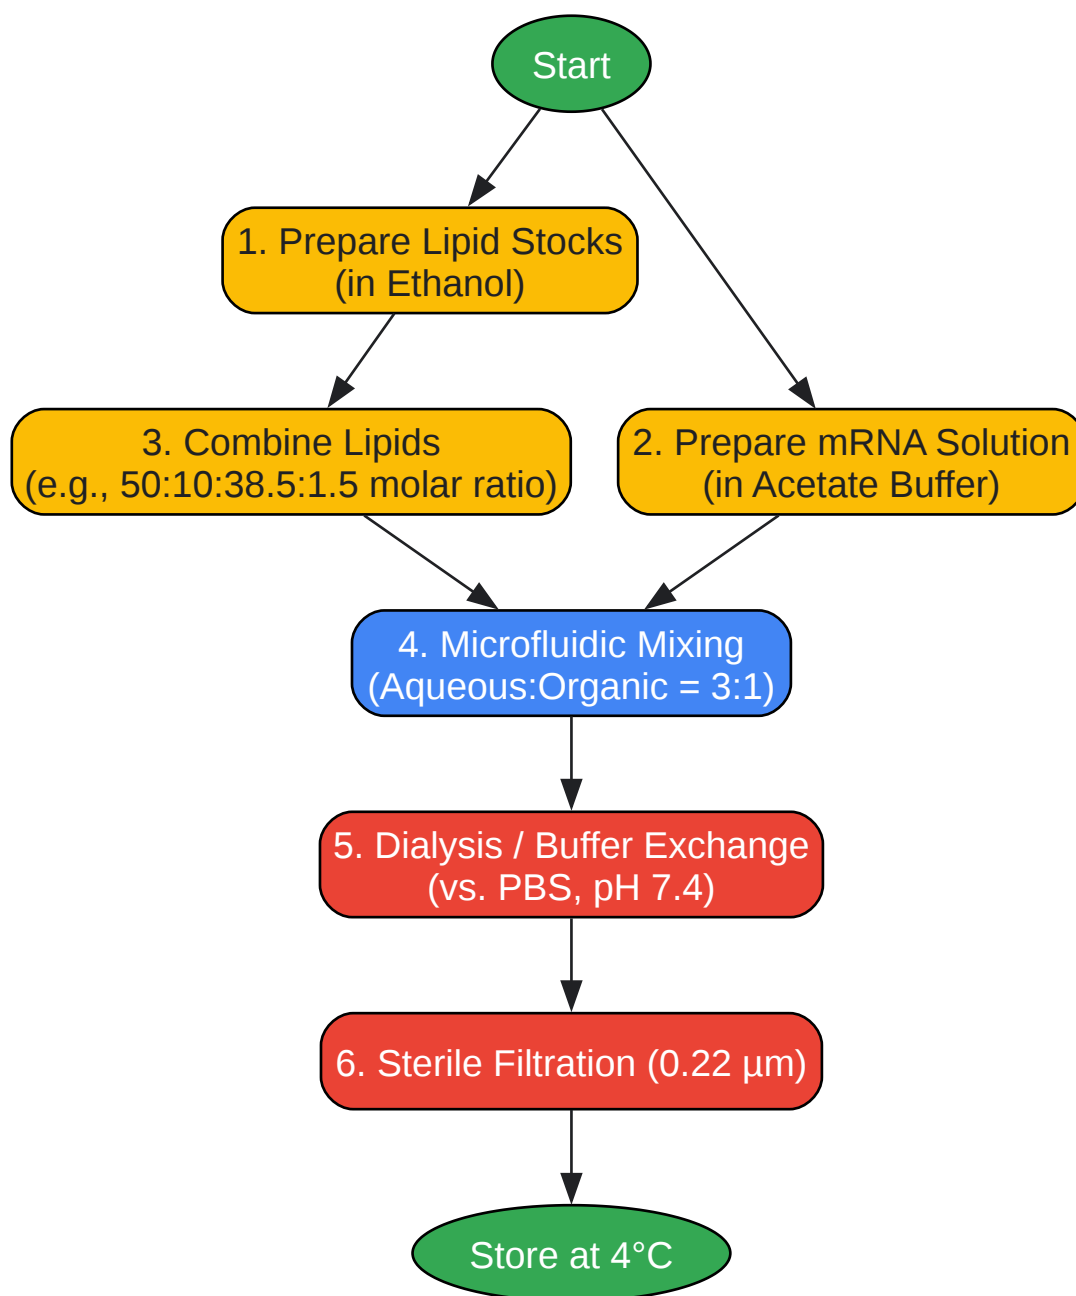 Start
1. Prepare Lipid Stocks
(in Ethanol)
3. Combine Lipids
(e.g., 50:10:38.5:1.5 molar ratio)
2. Prepare mRNA Solution
(in Acetate Buffer)
4. Microfluidic Mixing
(Aqueous:Organic = 3:1)
5. Dialysis / Buffer Exchange
(vs. PBS, pH 7.4)
6. Sterile Filtration (0.22 µm)
Store at 4°C